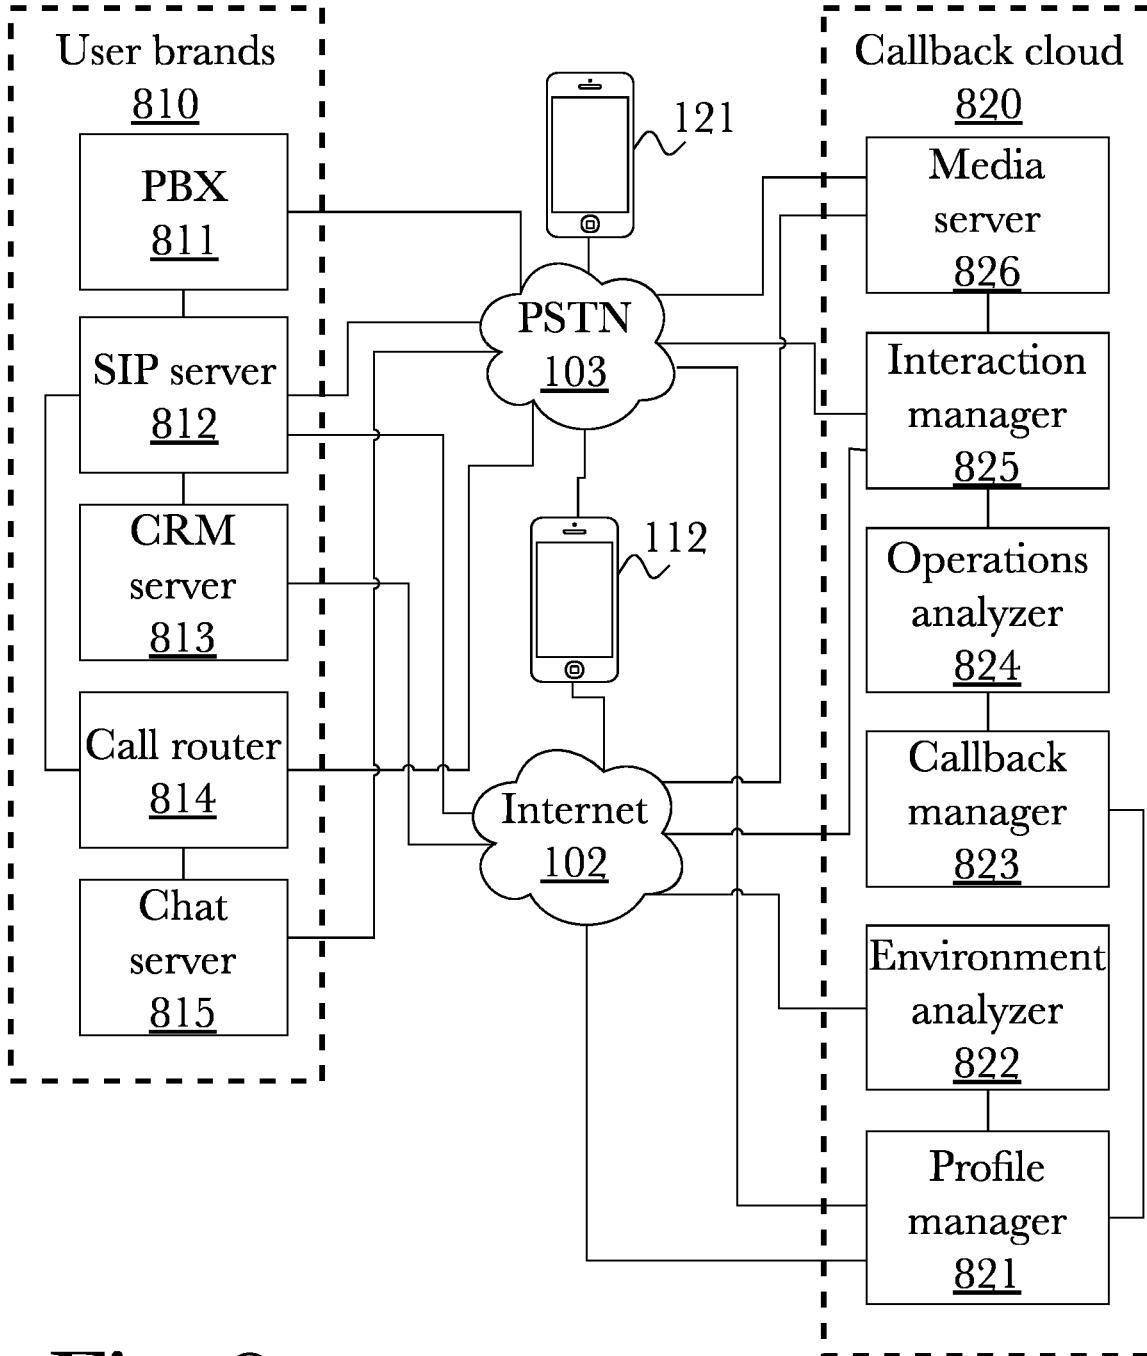 User brands
810
PBX
811
SIP server
812
CRM
server
813
Call router
814
Chat
server
815
121
PSTN
103
112
Internet
102
Callback cloud
820
Media
server
826
Interaction
manager
825
Operations
analyzer
824
Callback
manager
823
Environment
analyzer
822
Profile
manager
821